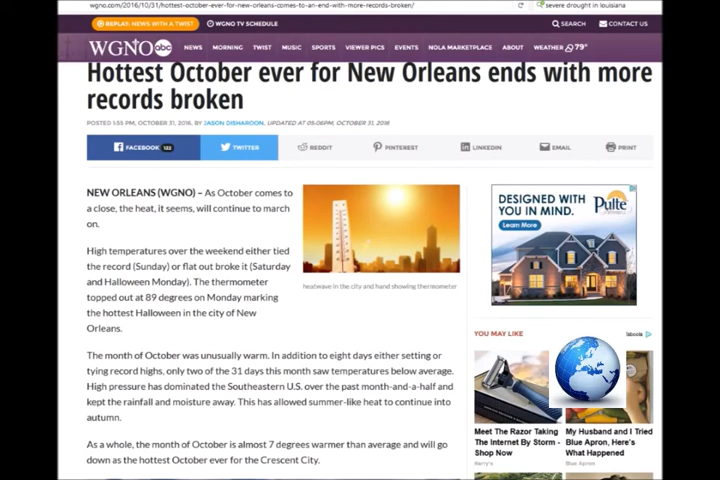 wgno.com/2016/10/31/hottest-october-ever-for-new-orleans-comes-to-an-end-with-more-records-broken/
severe drought in louisiana
REPLAY: NEWS WITH A TWIST
WGNO TV SCHEDULE
SEARCH
CONTACT US
WGNO abc
NEWS MORNING TWIST MUSIC SPORTS VIEWER PICS EVENTS NOLA MARKETPLACE ABOUT WEATHER 79°
Hottest October ever for New Orleans ends with more
records broken
POSTED 1:55 PM, OCTOBER 31, 2016, BY JASON DISHAROON, UPDATED AT 05:06PM, OCTOBER 31, 2016
FACEBOOK
TWITTER
REDDIT
PINTEREST
LINKEDIN
EMAIL
PRINT
NEW ORLEANS (WGNO) – As October comes to
a close, the heat, it seems, will continue to march
on.
High temperatures over the weekend either tied
the record (Sunday) or flat out broke it (Saturday
and Halloween Monday). The thermometer
topped out at 89 degrees on Monday marking
the hottest Halloween in the city of New
Orleans.
heatwave in the city and hand showing thermometer
The month of October was unusually warm. In addition to eight days either setting or
tying record highs, only two of the 31 days this month saw temperatures below average.
High pressure has dominated the Southeastern U.S. over the past month-and-a-half and
kept the rainfall and moisture away. This has allowed summer-like heat to continue into
autumn.
As a whole, the month of October is almost 7 degrees warmer than average and will go
down as the hottest October ever for the Crescent City.
DESIGNED WITH
YOU IN MIND.
Learn More
Pulte
YOU MAY LIKE
Taboola
Meet The Razor Taking
The Internet By Storm -
Shop Now
Harry's
My Husband and I Tried
Blue Apron, Here's
What Happened
Blue Apron